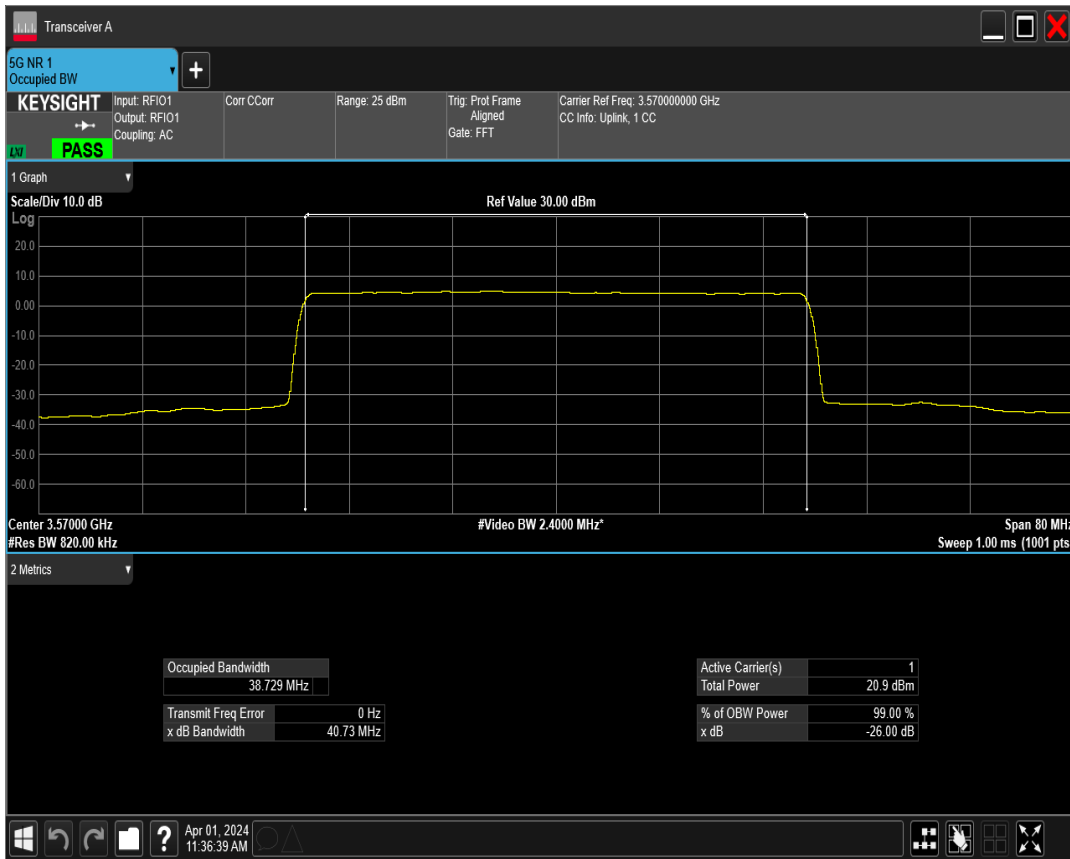 Transceiver A
5G NR 1
Occupied BW
KEYSIGHT
LXI
PASS
Input: RFIO1
Output: RFIO1
Coupling: AC
Corr CCorr
Range: 25 dBm
Trig: Prot Frame
Aligned
Gate: FFT
Carrier Ref Freq: 3.570000000 GHz
CC Info: Uplink, 1 CC
1 Graph
Scale/Div 10.0 dB
Ref Value 30.00 dBm
Log
20.0
10.0
0.00
-10.0
-20.0
-30.0
-40.0
-50.0
-60.0
Center 3.57000 GHz
#Video BW 2.4000 MHz*
Span 80 MHz
#Res BW 820.00 kHz
Sweep 1.00 ms (1001 pts
2 Metrics
Occupied Bandwidth
38.729 MHz
Transmit Freq Error 0 Hz
x dB Bandwidth 40.73 MHz
Active Carrier(s) 1
Total Power 20.9 dBm
% of OBW Power 99.00 %
x dB -26.00 dB
?
Apr 01, 2024
11:36:39 AM